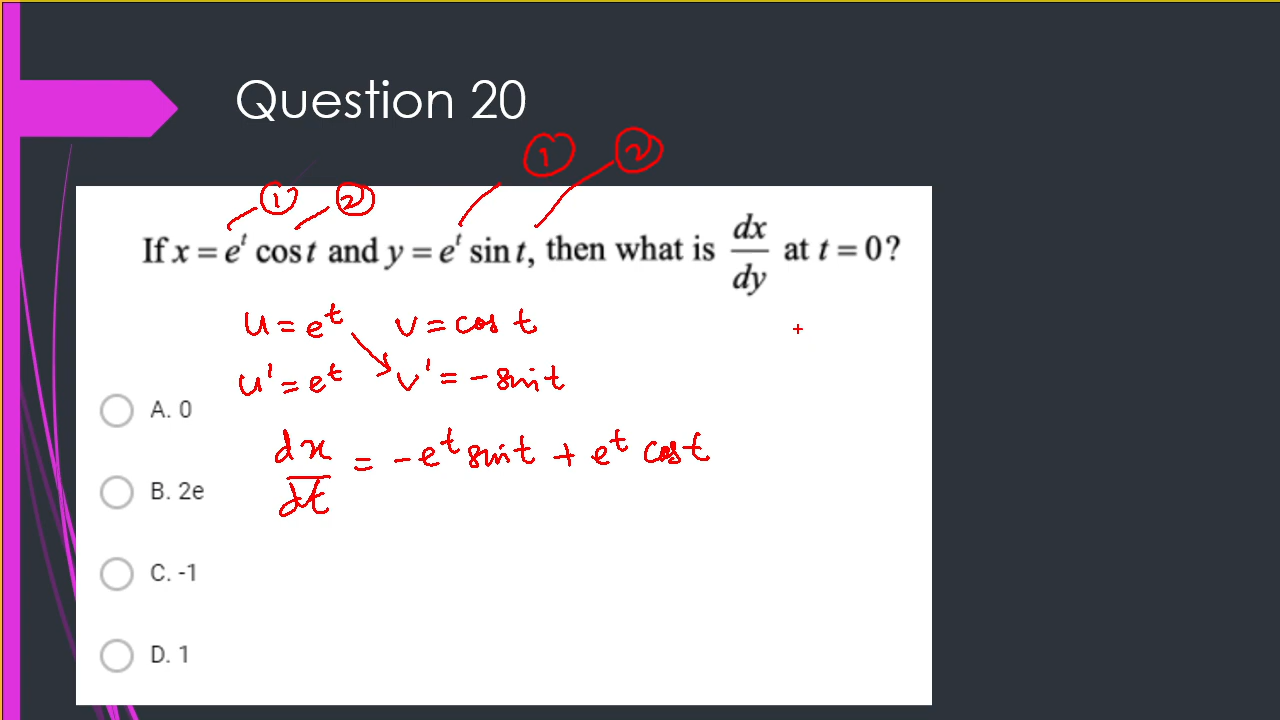 Question 20
① ②
① ②
If x = e^t cos t and y = e^t sin t, then what is dx/dy at t = 0?
u = e^t v = cos t
u' = e^t v' = - sin t
A. 0
dx/dt = - e^t sin t + e^t cos t
B. 2e
C. -1
D. 1